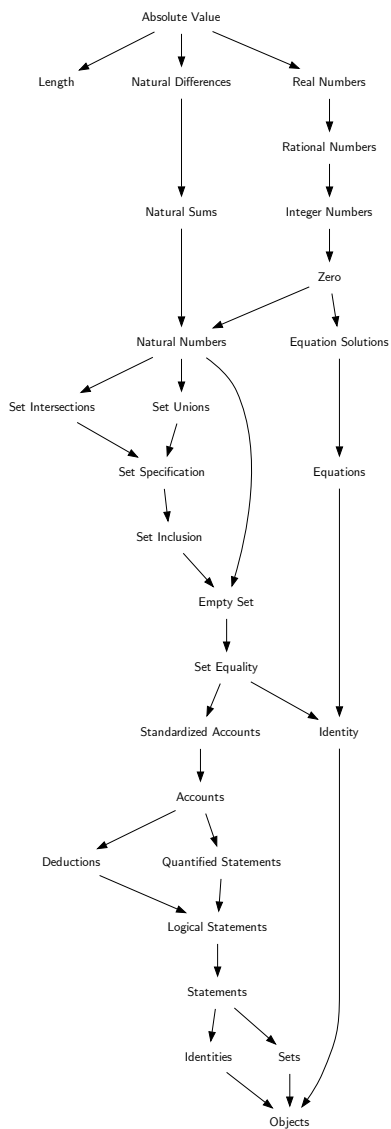 Absolute Value
Length
Natural Differences
Real Numbers
Rational Numbers
Natural Sums
Integer Numbers
Zero
Natural Numbers
Equation Solutions
Set Intersections
Set Unions
Set Specification
Equations
Set Inclusion
Empty Set
Set Equality
Standardized Accounts
Identity
Accounts
Deductions
Quantified Statements
Logical Statements
Statements
Identities
Sets
Objects